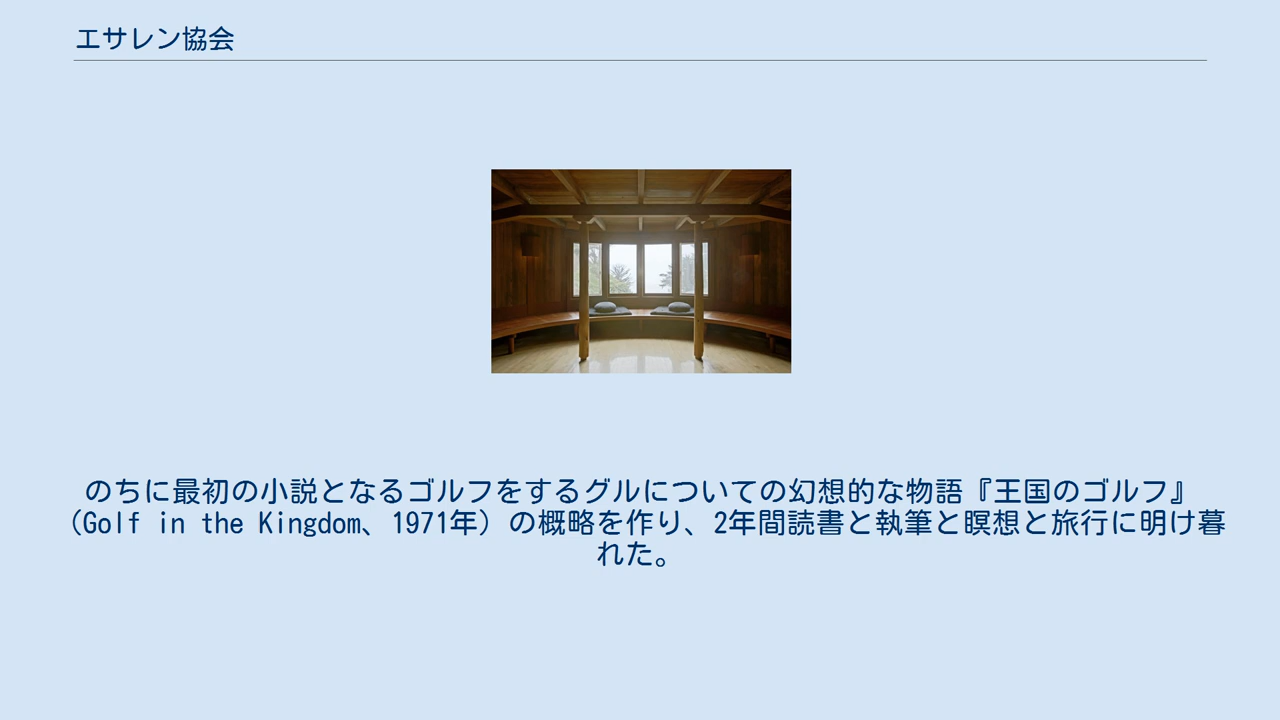 エサレン協会
のちに最初の小説となるゴルフをするグルについての幻想的な物語『王国のゴルフ』
（Golf in the Kingdom、1971年）の概略を作り、2年間読書と執筆と瞑想と旅行に明け暮
れた。